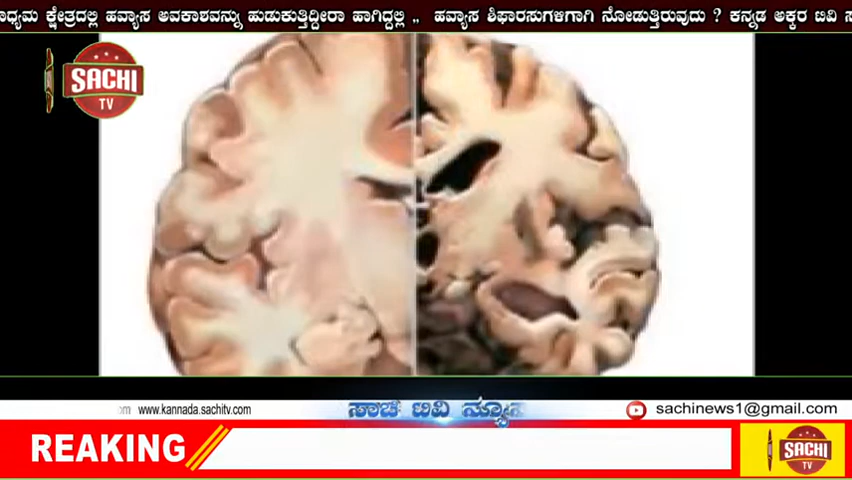 ಾಧ್ಯಮ ಕ್ಷೇತ್ರದಲ್ಲಿ ಹವ್ಯಾಸ ಅವಕಾಶವನ್ನು ಹುಡುಕುತ್ತಿದ್ದೀರಾ ಹಾಗಿದ್ದಲ್ಲಿ ,, ಹವ್ಯಾಸ ಶಿಫಾರಸುಗಳಿಗಾಗಿ ನೋಡುತ್ತಿರುವುದು ? ಕನ್ನಡ ಅಕ್ಕರ ಟಿವಿ ಸ
SACHI
TV
om www.kannada.sachitv.com ಸಾಚಿ ಟಿವಿ ನ್ಯೂಸ sachinews1@gmail.com
REAKING
SACHI
TV